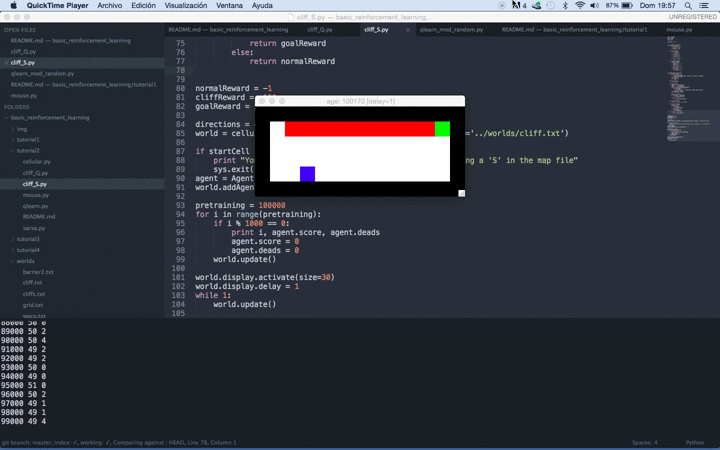 QuickTime Player Archivo Edición Visualización Ventana Ayuda 4 87% Dom 19:57
cliff_S.py — basic_reinforcement_learning,
UNREGISTERED
OPEN FILES
README.md — basic_reinforcement_learning
cliff_Q.py
cliff_S.py
qlearn_mod_random.py
README.md — basic_reinforcement_learning/tutorial1
mouse.py
FOLDERS
basic_reinforcement_learning
img
tutorial1
tutorial2
cellular.py
cliff_Q.py
cliff_S.py
mouse.py
qlearn.py
README.md
sarsa.py
tutorial3
tutorial4
worlds
barrier2.txt
cliff.txt
cliffs.txt
grid.txt
waco.txt
README.md — basic_reinforcement_learning cliff_Q.py cliff_S.py qlearn_mod_random.py README.md — basic_reinforcement_learning/tutorial1 mouse.py
75 return goalReward
76 else:
77 return normalReward
78
79
80 normalReward = -1
81 cliffReward =
82 goalReward =
83
84 directions =
85 world = cellu ='../worlds/cliff.txt')
86
87 if startCell
88 print "You ng a 'S' in the map file"
89 sys.exit(
90 agent = Agent
91 world.addAgen
92
93 pretraining = 100000
94 for i in range(pretraining):
95 if i % 1000 == 0:
96 print i, agent.score, agent.deads
97 agent.score = 0
98 agent.deads = 0
99 world.update()
100
101 world.display.activate(size=30)
102 world.display.delay = 1
103 while 1:
104 world.update()
105
age: 100170 [delay=1]
88000 50 0
89000 50 2
90000 50 4
91000 49 2
92000 49 2
93000 50 0
94000 49 0
95000 51 0
96000 50 2
97000 49 1
98000 49 1
99000 49 4
git branch: master, index: ✓, working: ✓, Comparing against : HEAD, Line 78, Column 1
Spaces: 4 Python